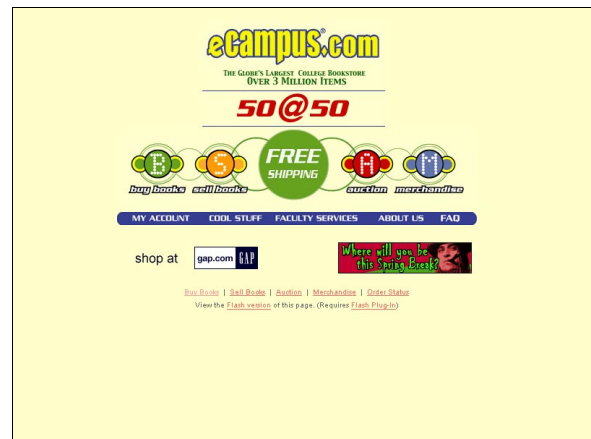 eCampus.com
THE GLOBE'S LARGEST COLLEGE BOOKSTORE
OVER 3 MILLION ITEMS
50@50
B S FREE SHIPPING A M
buy books sell books auction merchandise
MY ACCOUNT COOL STUFF FACULTY SERVICES ABOUT US FAQ
shop at gap.com GAP
Where will you be
this Spring Break?
Buy Books | Sell Books | Auction | Merchandise | Order Status
View the Flash version of this page. (Requires Flash Plug-In)